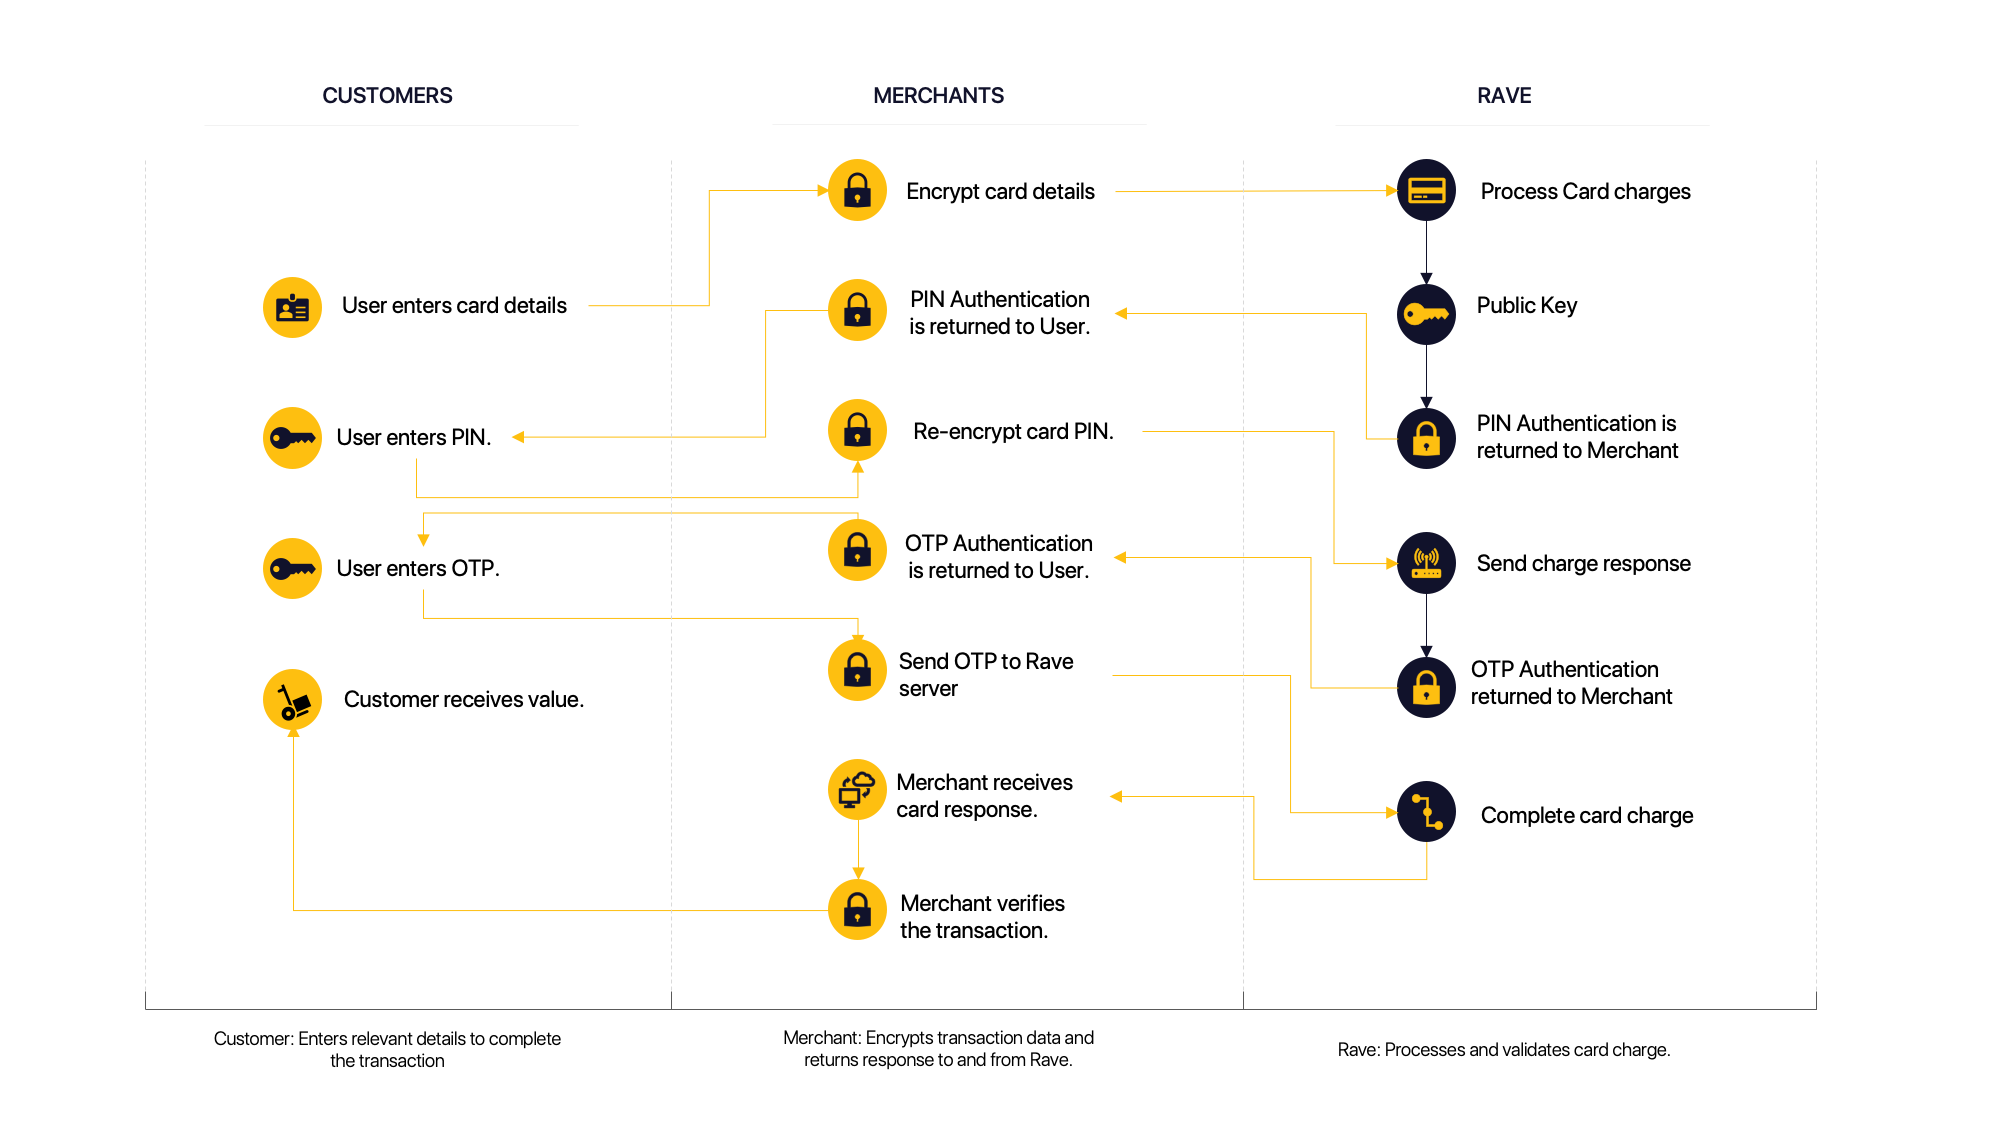 CUSTOMERS
MERCHANTS
RAVE
User enters card details
User enters PIN.
User enters OTP.
Customer receives value.
Encrypt card details
PIN Authentication
is returned to User.
Re-encrypt card PIN.
OTP Authentication
is returned to User.
Send OTP to Rave
server
Merchant receives
card response.
Merchant verifies
the transaction.
Process Card charges
Public Key
PIN Authentication is
returned to Merchant
Send charge response
OTP Authentication
returned to Merchant
Complete card charge
Customer: Enters relevant details to complete
the transaction
Merchant: Encrypts transaction data and
returns response to and from Rave.
Rave: Processes and validates card charge.